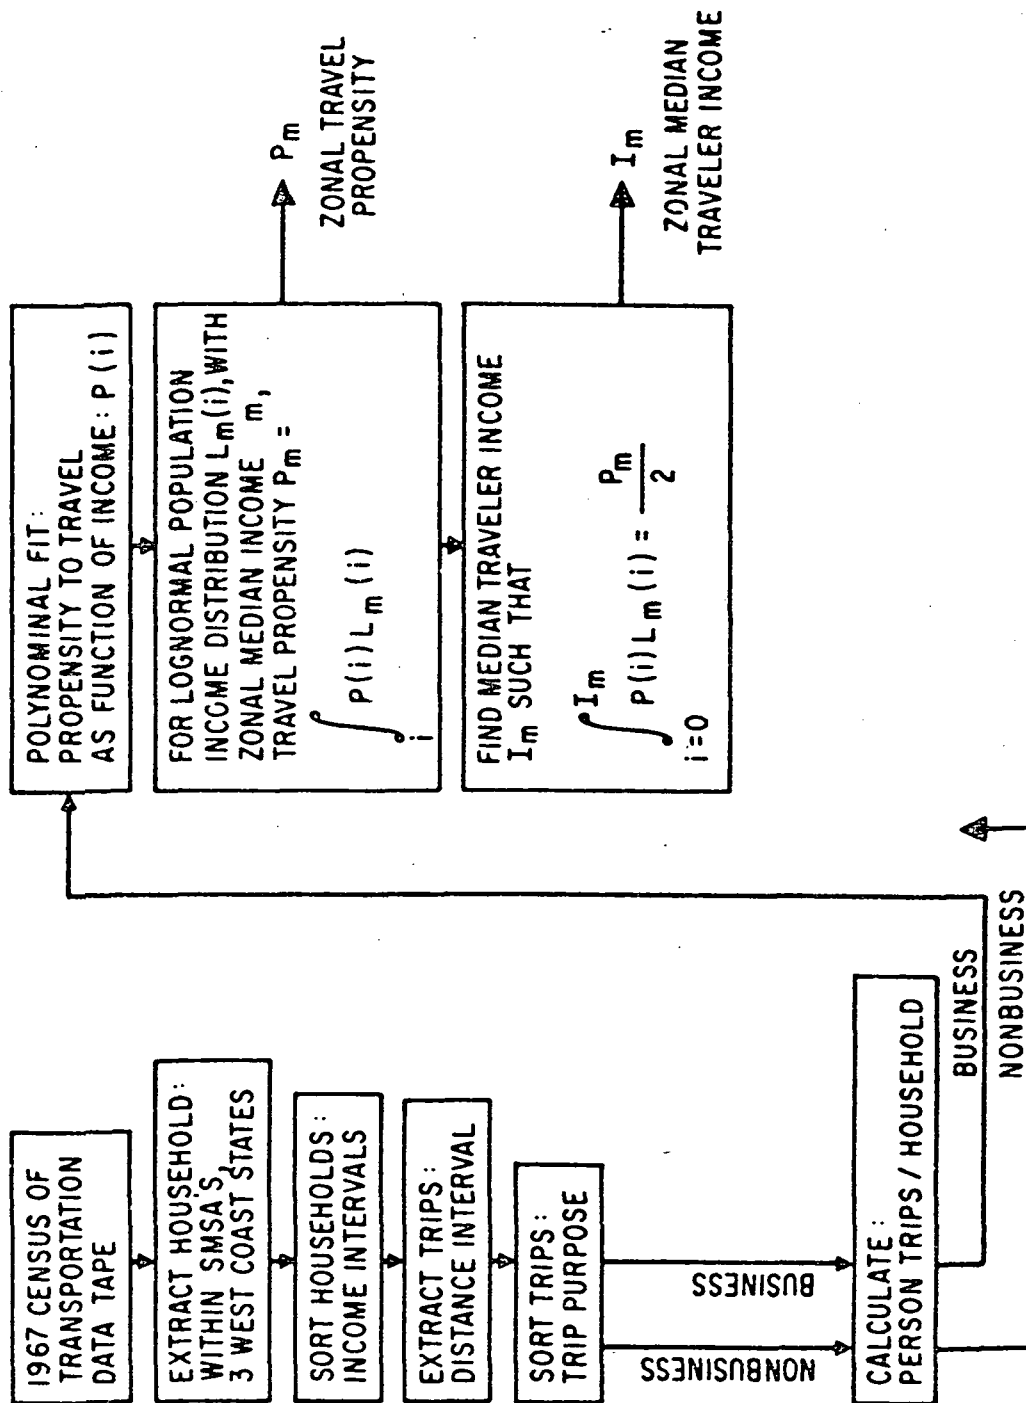 1967 CENSUS OF
TRANSPORTATION
DATA TAPE
EXTRACT HOUSEHOLD:
WITHIN SMSA'S,
3 WEST COAST STATES
SORT HOUSEHOLDS:
INCOME INTERVALS
EXTRACT TRIPS:
DISTANCE INTERVAL
SORT TRIPS:
TRIP PURPOSE
NONBUSINESS
BUSINESS
CALCULATE:
PERSON TRIPS / HOUSEHOLD
BUSINESS
NONBUSINESS
POLYNOMINAL FIT:
PROPENSITY TO TRAVEL
AS FUNCTION OF INCOME: P(i)
FOR LOGNORMAL POPULATION
INCOME DISTRIBUTION Lm(i), WITH
ZONAL MEDIAN INCOME m,
TRAVEL PROPENSITY Pm =
∫i P(i)Lm(i)
Pm
ZONAL TRAVEL
PROPENSITY
FIND MEDIAN TRAVELER INCOME
Im SUCH THAT
∫i=0^Im P(i)Lm(i) = Pm/2
Im
ZONAL MEDIAN
TRAVELER INCOME